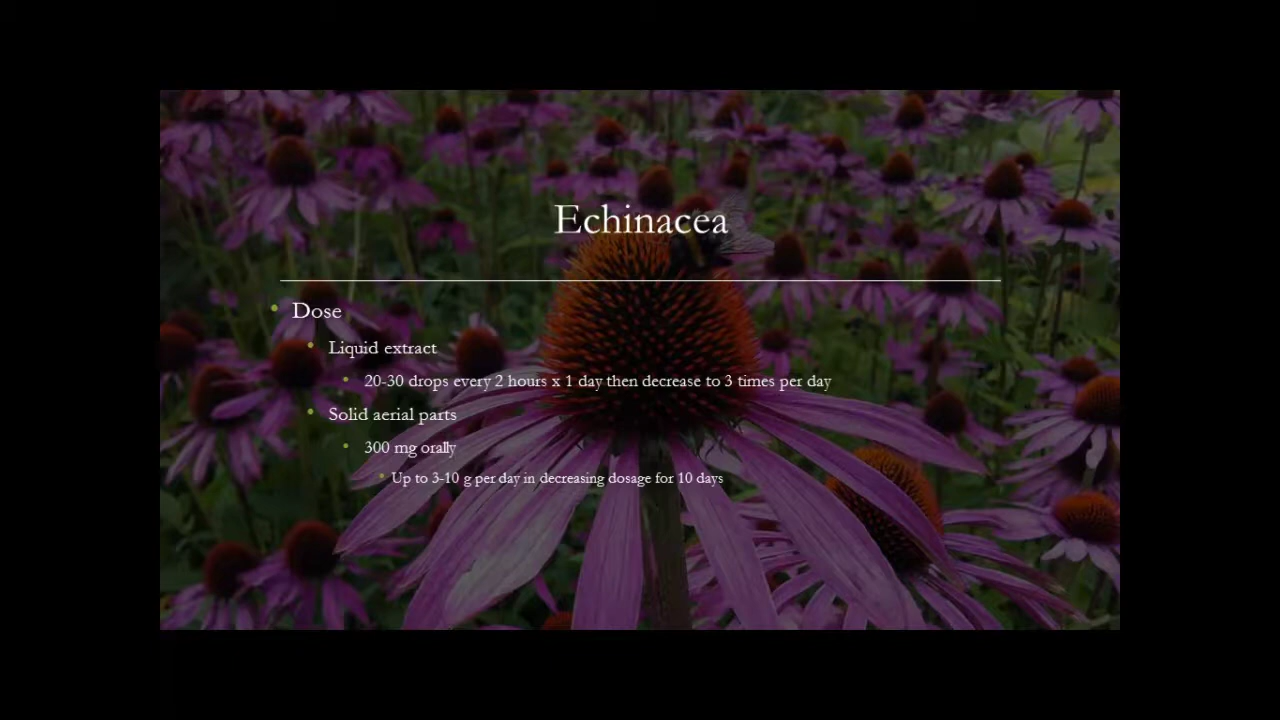 Echinacea
Dose
Liquid extract
20-30 drops every 2 hours x 1 day then decrease to 3 times per day
Solid aerial parts
300 mg orally
Up to 3-10 g per day in decreasing dosage for 10 days